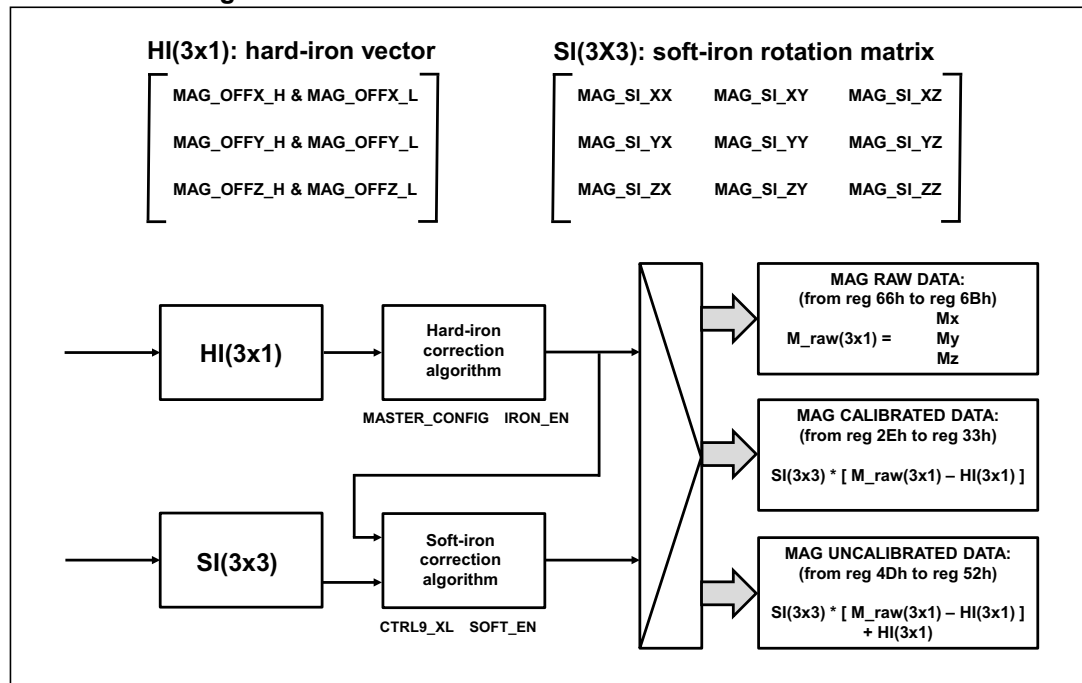 HI(3x1): hard-iron vector
MAG_OFFX_H & MAG_OFFX_L
MAG_OFFY_H & MAG_OFFY_L
MAG_OFFZ_H & MAG_OFFZ_L
SI(3X3): soft-iron rotation matrix
MAG_SI_XX MAG_SI_XY MAG_SI_XZ
MAG_SI_YX MAG_SI_YY MAG_SI_YZ
MAG_SI_ZX MAG_SI_ZY MAG_SI_ZZ
HI(3x1)
Hard-iron
correction
algorithm
MASTER_CONFIG IRON_EN
SI(3x3)
Soft-iron
correction
algorithm
CTRL9_XL SOFT_EN
MAG RAW DATA:
(from reg 66h to reg 6Bh)
Mx
M_raw(3x1) = My
Mz
MAG CALIBRATED DATA:
(from reg 2Eh to reg 33h)
SI(3x3) * [ M_raw(3x1) – HI(3x1) ]
MAG UNCALIBRATED DATA:
(from reg 4Dh to reg 52h)
SI(3x3) * [ M_raw(3x1) – HI(3x1) ]
+ HI(3x1)